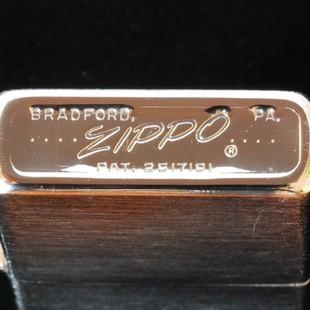 BRADFORD, PA.
ZIPPO ®
PAT. 2517191